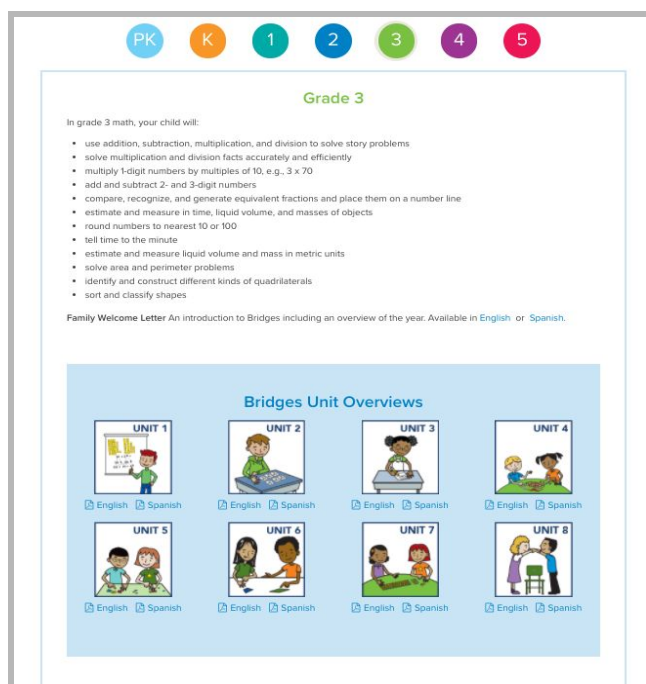 PK K 1 2 3 4 5
Grade 3
In grade 3 math, your child will:
▪ use addition, subtraction, multiplication, and division to solve story problems
▪ solve multiplication and division facts accurately and efficiently
▪ multiply 1-digit numbers by multiples of 10, e.g., 3 x 70
▪ add and subtract 2- and 3-digit numbers
▪ compare, recognize, and generate equivalent fractions and place them on a number line
▪ estimate and measure in time, liquid volume, and masses of objects
▪ round numbers to nearest 10 or 100
▪ tell time to the minute
▪ estimate and measure liquid volume and mass in metric units
▪ solve area and perimeter problems
▪ identify and construct different kinds of quadrilaterals
▪ sort and classify shapes
Family Welcome Letter An introduction to Bridges including an overview of the year. Available in English or Spanish.
Bridges Unit Overviews
UNIT 1 UNIT 2 UNIT 3 UNIT 4
English Spanish English Spanish English Spanish English Spanish
UNIT 5 UNIT 6 UNIT 7 UNIT 8
English Spanish English Spanish English Spanish English Spanish